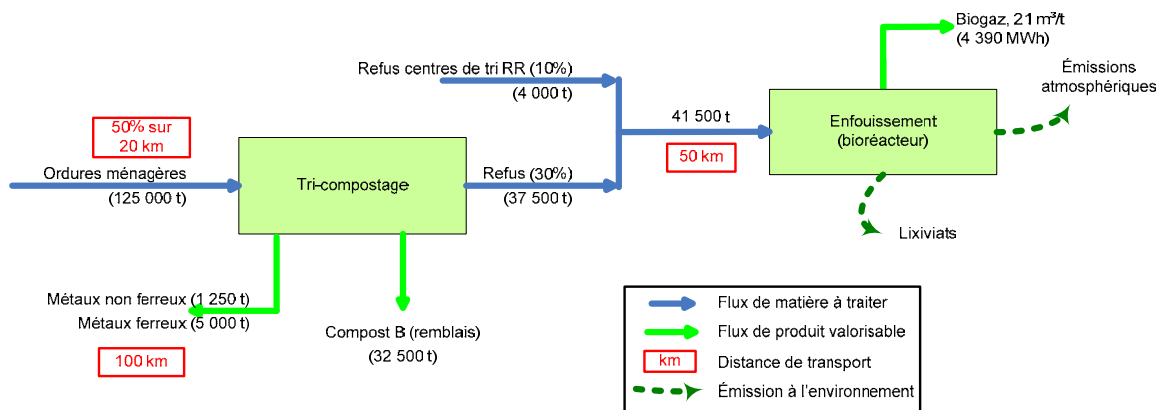 Biogaz, 21 m³/t
(4 390 MWh)
Émissions
atmosphériques
Refus centres de tri RR (10%)
(4 000 t)
50% sur
20 km
41 500 t
50 km
Enfouissement
(bioréacteur)
Ordures ménagères
(125 000 t)
Tri-compostage
Refus (30%)
(37 500 t)
Lixiviats
Métaux non ferreux (1 250 t)
Métaux ferreux (5 000 t)
100 km
Compost B (remblais)
(32 500 t)
Flux de matière à traiter
Flux de produit valorisable
km Distance de transport
Émission à l'environnement